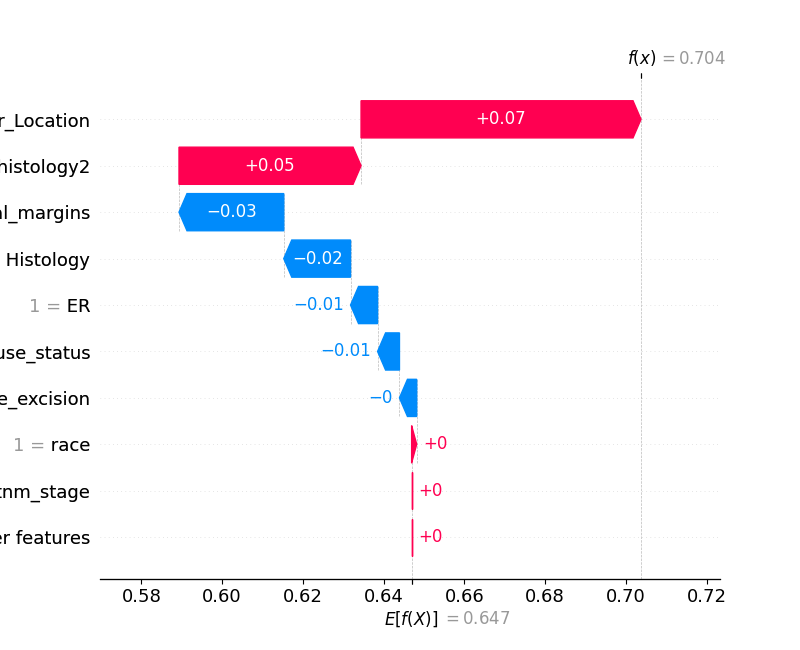 f(x) = 0.704
r_Location
+0.07
histology2
+0.05
al_margins
−0.03
Histology
−0.02
1 = ER
−0.01
use_status
−0.01
e_excision
−0
1 = race
+0
tnm_stage
+0
er features
+0
0.58 0.60 0.62 0.64 0.66 0.68 0.70 0.72
E[f(X)] = 0.647